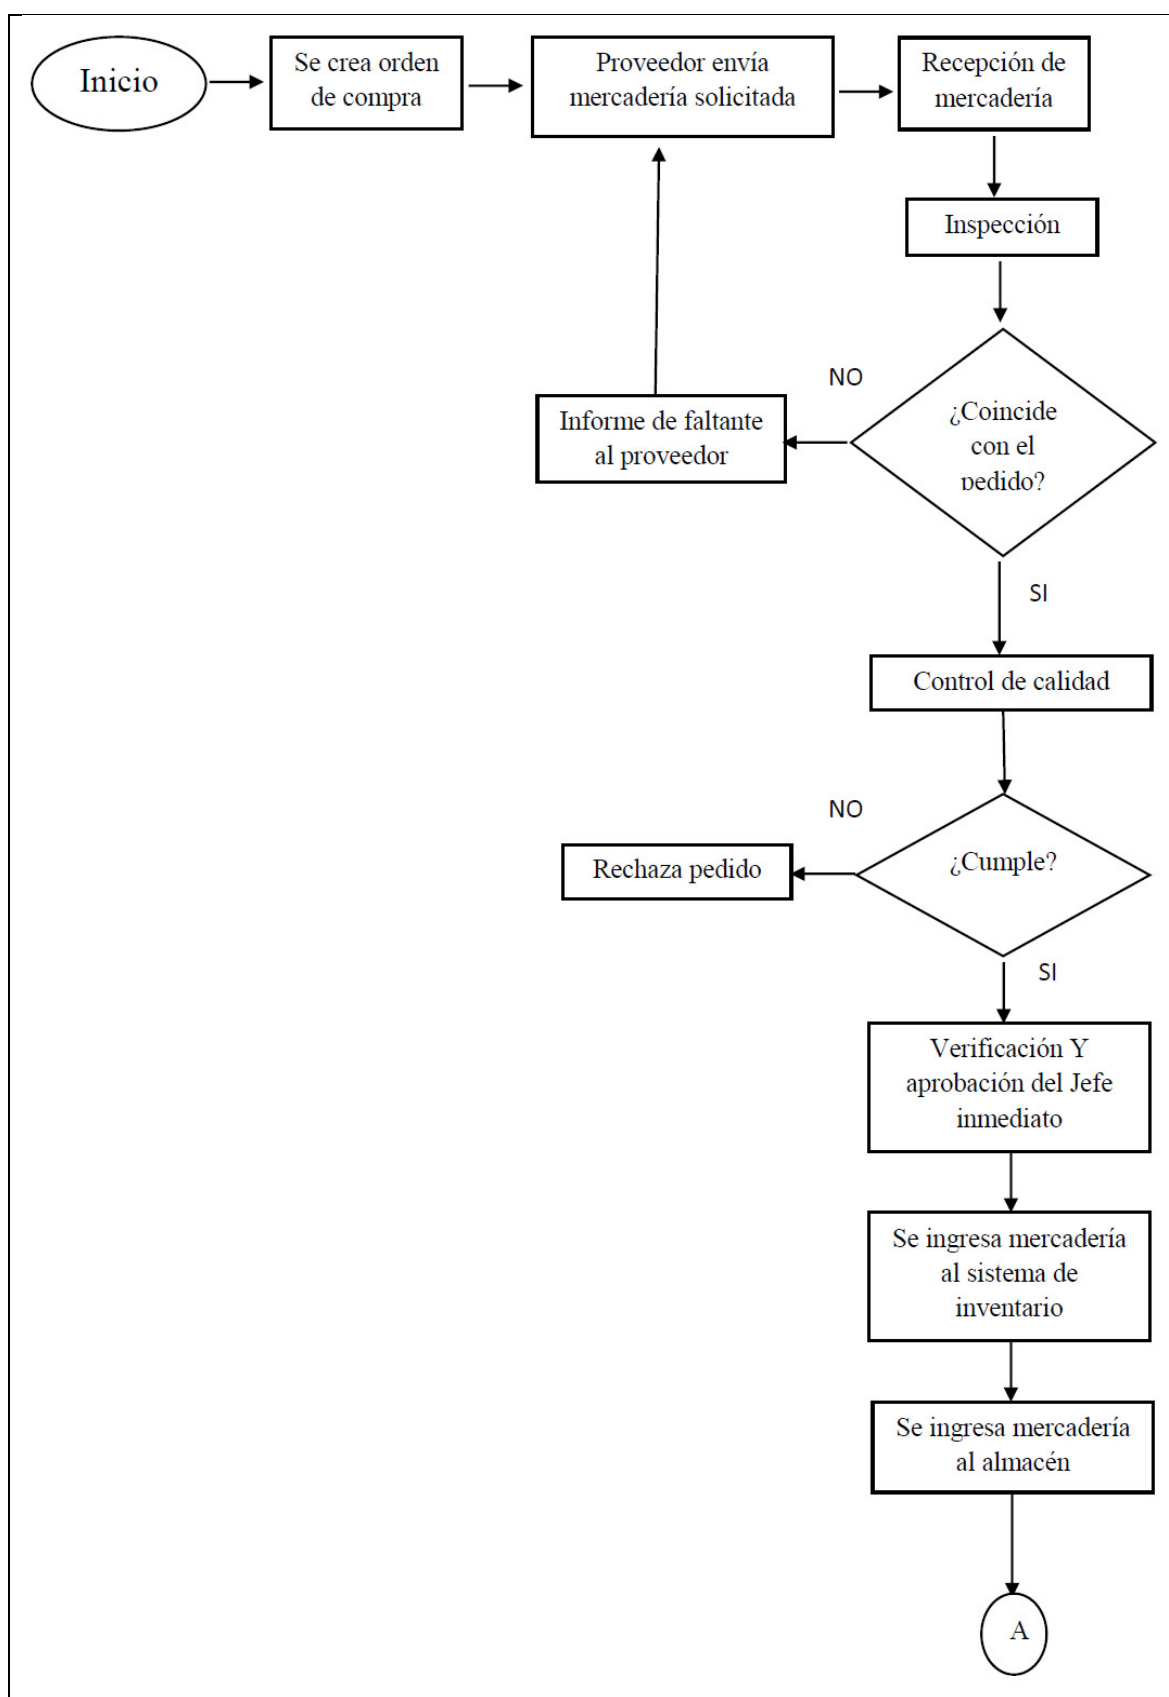 Inicio
Se crea orden
de compra
Proveedor envía
mercadería solicitada
Recepción de
mercadería
Inspección
NO
¿Coincide
con el
pedido?
Informe de faltante
al proveedor
SI
Control de calidad
NO
¿Cumple?
Rechaza pedido
SI
Verificación Y
aprobación del Jefe
inmediato
Se ingresa mercadería
al sistema de
inventario
Se ingresa mercadería
al almacén
A